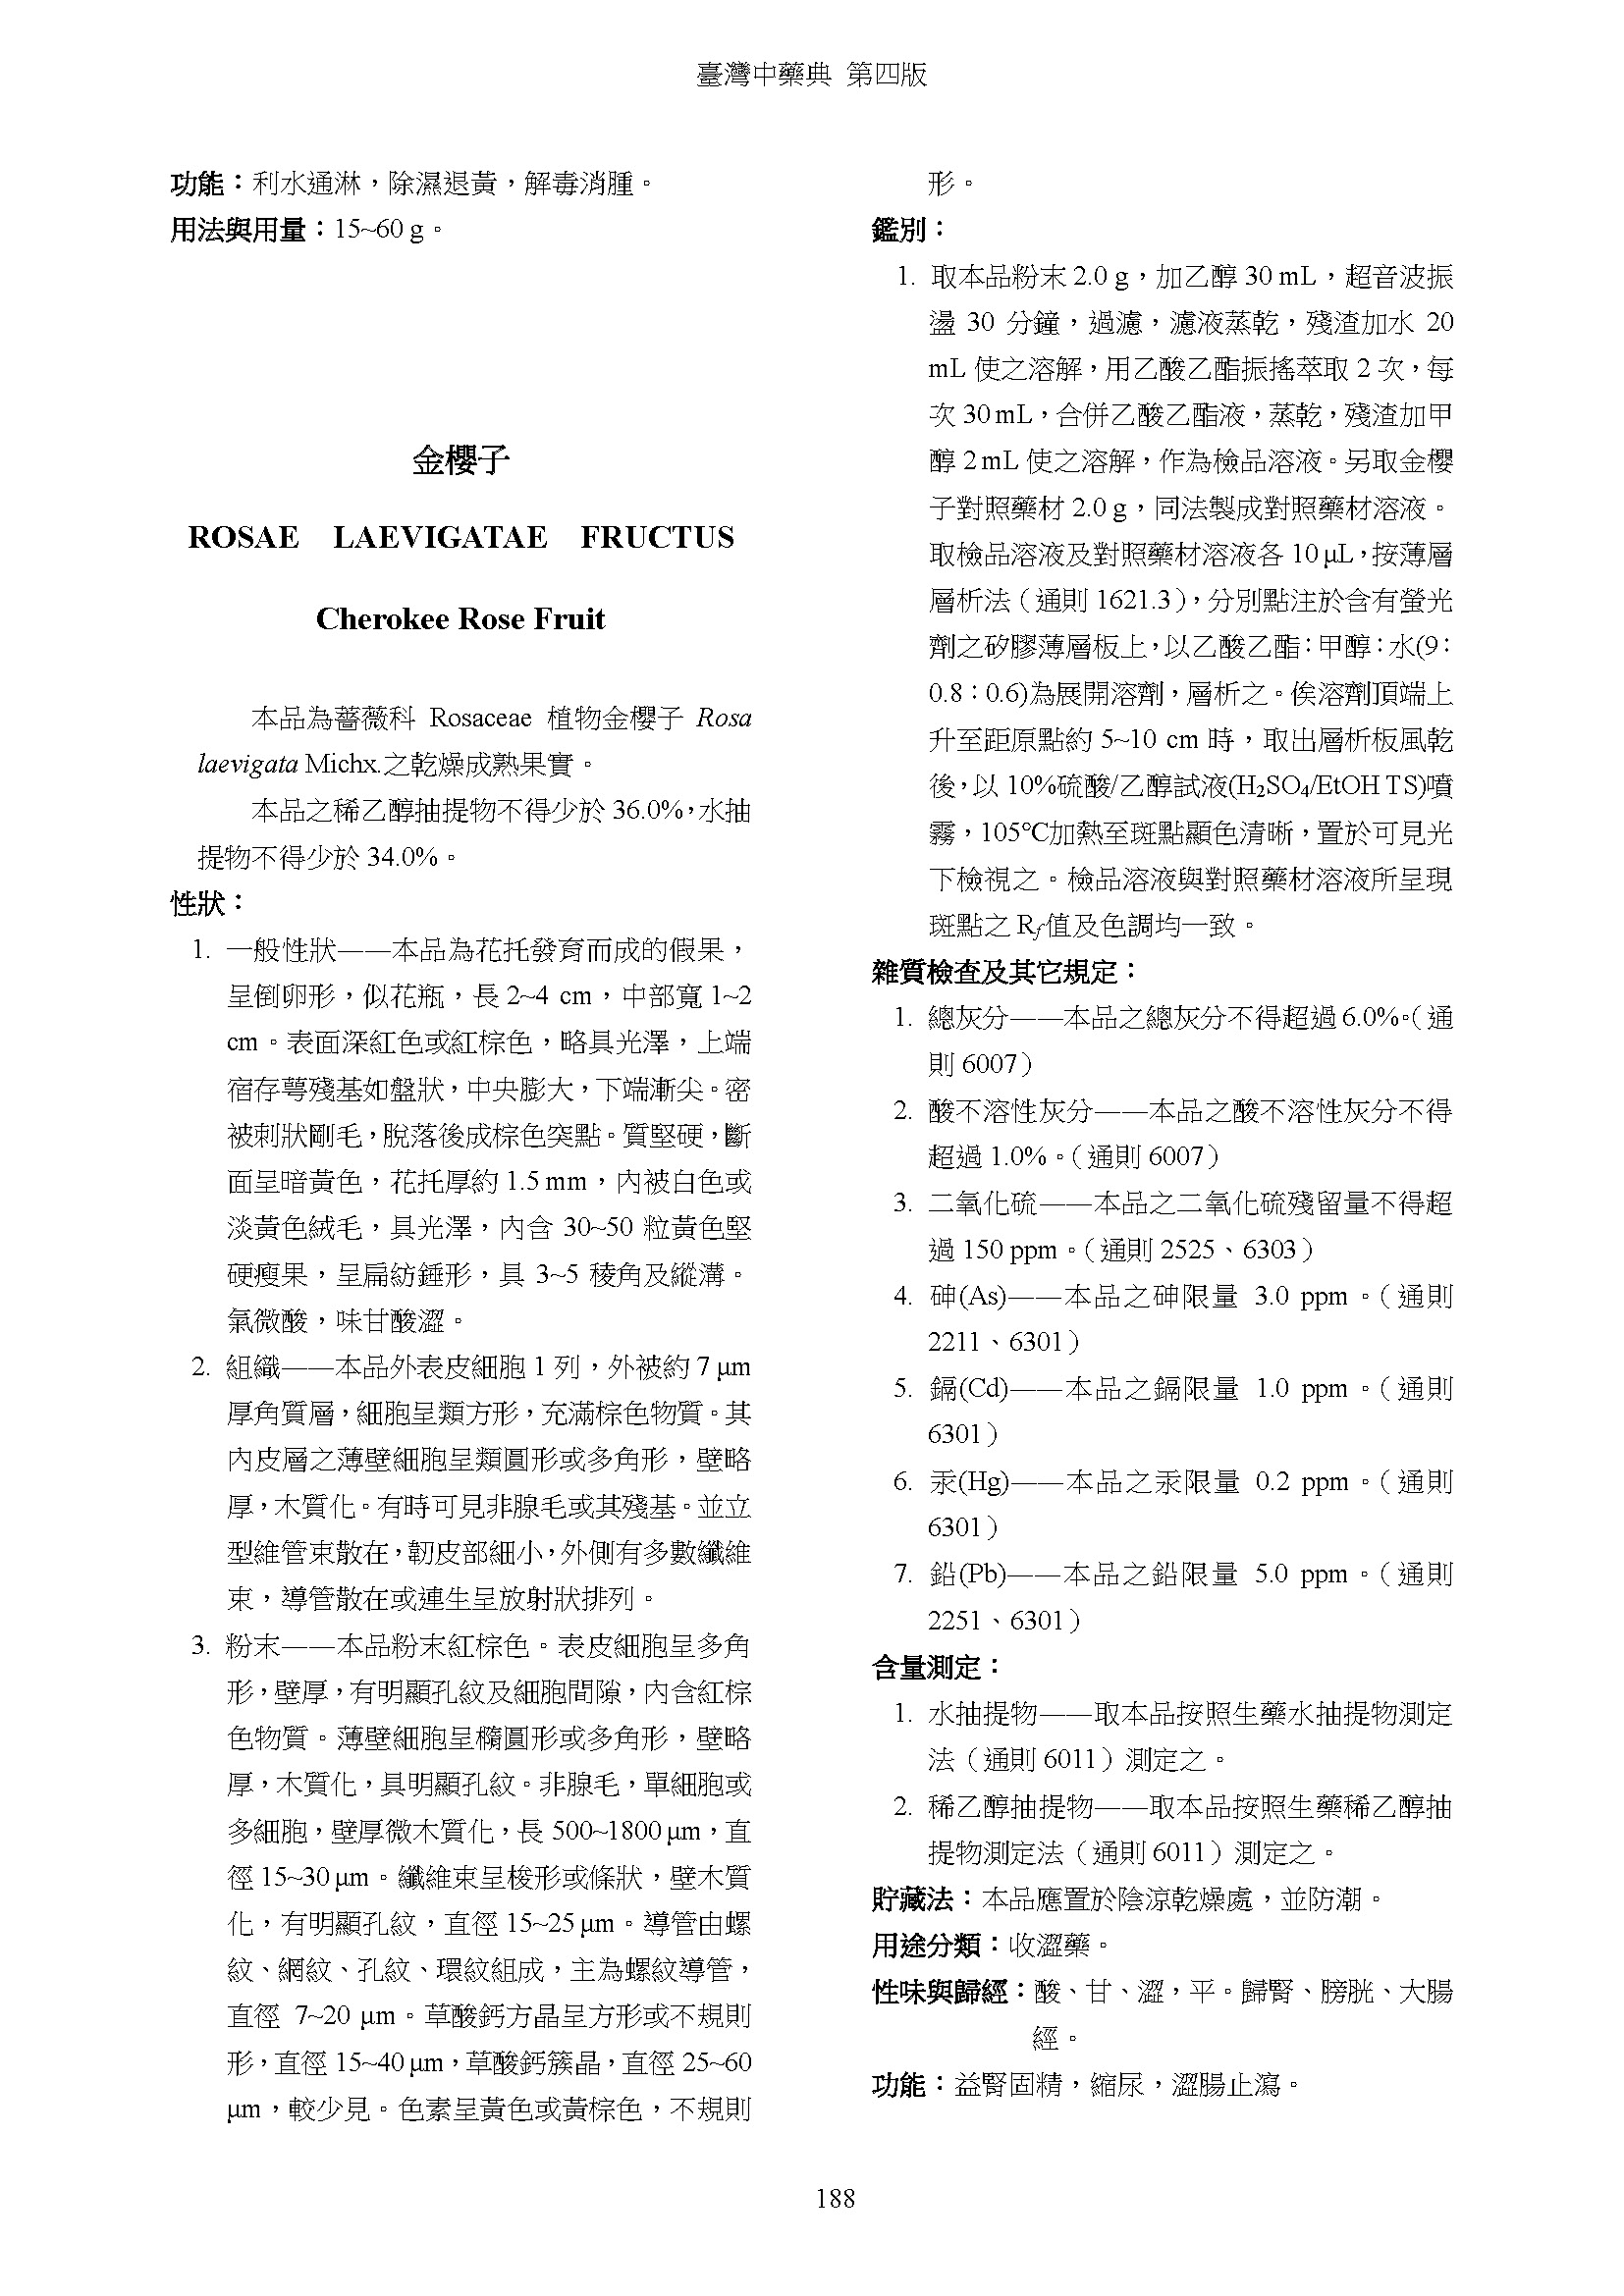 臺灣中藥典 第四版
功能：利水通淋，除濕退黃，解毒消腫。
用法與用量：15~60 g。
金櫻子
ROSAE LAEVIGATAE FRUCTUS
Cherokee Rose Fruit
本品為薔薇科 Rosaceae 植物金櫻子 Rosa
laevigata Michx.之乾燥成熟果實。
本品之稀乙醇抽提物不得少於 36.0%，水抽
提物不得少於 34.0%。
性狀：
1. 一般性狀——本品為花托發育而成的假果，
呈倒卵形，似花瓶，長 2~4 cm，中部寬 1~2
cm。表面深紅色或紅棕色，略具光澤，上端
宿存萼殘基如盤狀，中央膨大，下端漸尖。密
被刺狀剛毛，脫落後成棕色突點。質堅硬，斷
面呈暗黃色，花托厚約 1.5 mm，內被白色或
淡黃色絨毛，具光澤，內含 30~50 粒黃色堅
硬瘦果，呈扁紡錘形，具 3~5 稜角及縱溝。
氣微酸，味甘酸澀。
2. 組織——本品外表皮細胞 1 列，外被約 7 μm
厚角質層，細胞呈類方形，充滿棕色物質。其
內皮層之薄壁細胞呈類圓形或多角形，壁略
厚，木質化。有時可見非腺毛或其殘基。並立
型維管束散在，韌皮部細小，外側有多數纖維
束，導管散在或連生呈放射狀排列。
3. 粉末——本品粉末紅棕色。表皮細胞呈多角
形，壁厚，有明顯孔紋及細胞間隙，內含紅棕
色物質。薄壁細胞呈橢圓形或多角形，壁略
厚，木質化，具明顯孔紋。非腺毛，單細胞或
多細胞，壁厚微木質化，長 500~1800 μm，直
徑 15~30 μm。纖維束呈梭形或條狀，壁木質
化，有明顯孔紋，直徑 15~25 μm。導管由螺
紋、網紋、孔紋、環紋組成，主為螺紋導管，
直徑 7~20 μm。草酸鈣方晶呈方形或不規則
形，直徑 15~40 μm，草酸鈣簇晶，直徑 25~60
μm，較少見。色素呈黃色或黃棕色，不規則
形。
鑑別：
1. 取本品粉末 2.0 g，加乙醇 30 mL，超音波振
盪 30 分鐘，過濾，濾液蒸乾，殘渣加水 20
mL 使之溶解，用乙酸乙酯振搖萃取 2 次，每
次 30 mL，合併乙酸乙酯液，蒸乾，殘渣加甲
醇 2 mL 使之溶解，作為檢品溶液。另取金櫻
子對照藥材 2.0 g，同法製成對照藥材溶液。
取檢品溶液及對照藥材溶液各 10 μL，按薄層
層析法（通則 1621.3），分別點注於含有螢光
劑之矽膠薄層板上，以乙酸乙酯：甲醇：水(9：
0.8：0.6)為展開溶劑，層析之。俟溶劑頂端上
升至距原點約 5~10 cm 時，取出層析板風乾
後，以 10%硫酸/乙醇試液(H₂SO₄/EtOH TS)噴
霧，105℃加熱至斑點顯色清晰，置於可見光
下檢視之。檢品溶液與對照藥材溶液所呈現
斑點之 Rf值及色調均一致。
雜質檢查及其它規定：
1. 總灰分——本品之總灰分不得超過 6.0%。（通
則 6007）
2. 酸不溶性灰分——本品之酸不溶性灰分不得
超過 1.0%。（通則 6007）
3. 二氧化硫——本品之二氧化硫殘留量不得超
過 150 ppm。（通則 2525、6303）
4. 砷(As)——本品之砷限量 3.0 ppm。（通則
2211、6301）
5. 鎘(Cd)——本品之鎘限量 1.0 ppm。（通則
6301）
6. 汞(Hg)——本品之汞限量 0.2 ppm。（通則
6301）
7. 鉛(Pb)——本品之鉛限量 5.0 ppm。（通則
2251、6301）
含量測定：
1. 水抽提物——取本品按照生藥水抽提物測定
法（通則 6011）測定之。
2. 稀乙醇抽提物——取本品按照生藥稀乙醇抽
提物測定法（通則 6011）測定之。
貯藏法：本品應置於陰涼乾燥處，並防潮。
用途分類：收澀藥。
性味與歸經：酸、甘、澀，平。歸腎、膀胱、大腸
經。
功能：益腎固精，縮尿，澀腸止瀉。
188